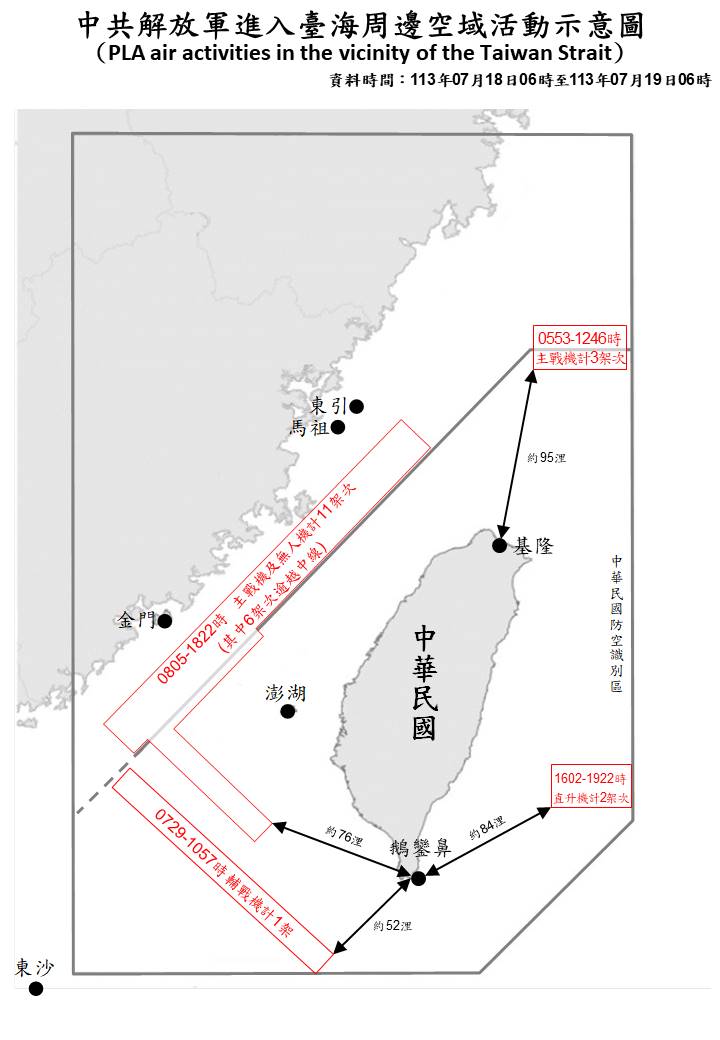 中共解放軍進入臺海周邊空域活動示意圖
（PLA air activities in the vicinity of the Taiwan Strait）
資料時間：113年07月18日06時至113年07月19日06時
0553-1246時
主戰機計3架次
東引
馬祖
約95浬
基隆
中華民國防空識別區
0805-1822時 主戰機及無人機計11架次
(其中6架次逾越中線)
金門
中華民國
澎湖
1602-1922時
直升機計2架次
約76浬
約84浬
鵝鑾鼻
0729-1057時 輔戰機計1架
約52浬
東沙